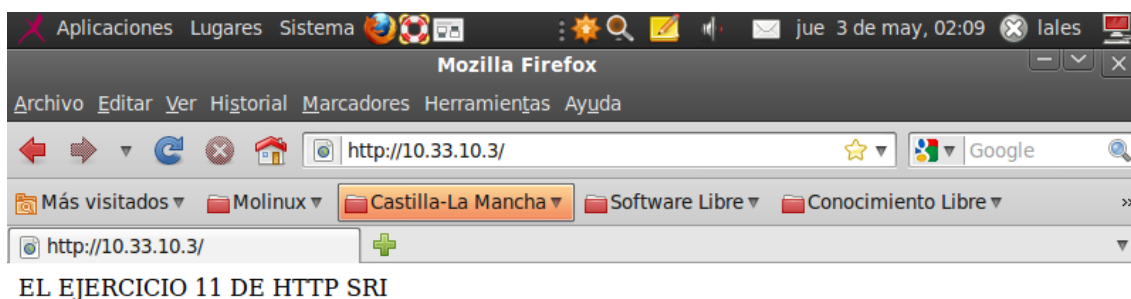 Aplicaciones Lugares Sistema jue 3 de may, 02:09 lales
Mozilla Firefox
Archivo Editar Ver Historial Marcadores Herramientas Ayuda
http://10.33.10.3/ Google
Más visitados Molinux Castilla-La Mancha Software Libre Conocimiento Libre »
http://10.33.10.3/
EL EJERCICIO 11 DE HTTP SRI